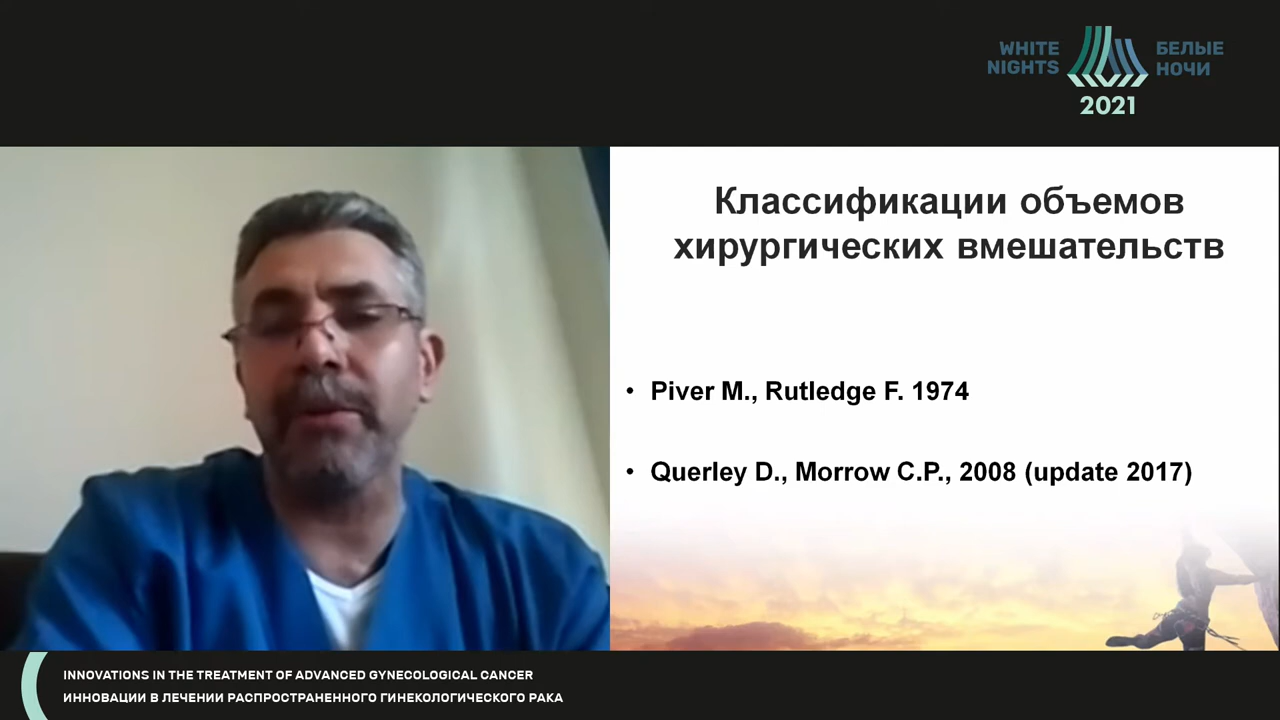 WHITE
NIGHTS
БЕЛЫЕ
НОЧИ
2021
Классификации объемов
хирургических вмешательств
• Piver M., Rutledge F. 1974
• Querley D., Morrow C.P., 2008 (update 2017)
INNOVATIONS IN THE TREATMENT OF ADVANCED GYNECOLOGICAL CANCER
ИННОВАЦИИ В ЛЕЧЕНИИ РАСПРОСТРАНЕННОГО ГИНЕКОЛОГИЧЕСКОГО РАКА